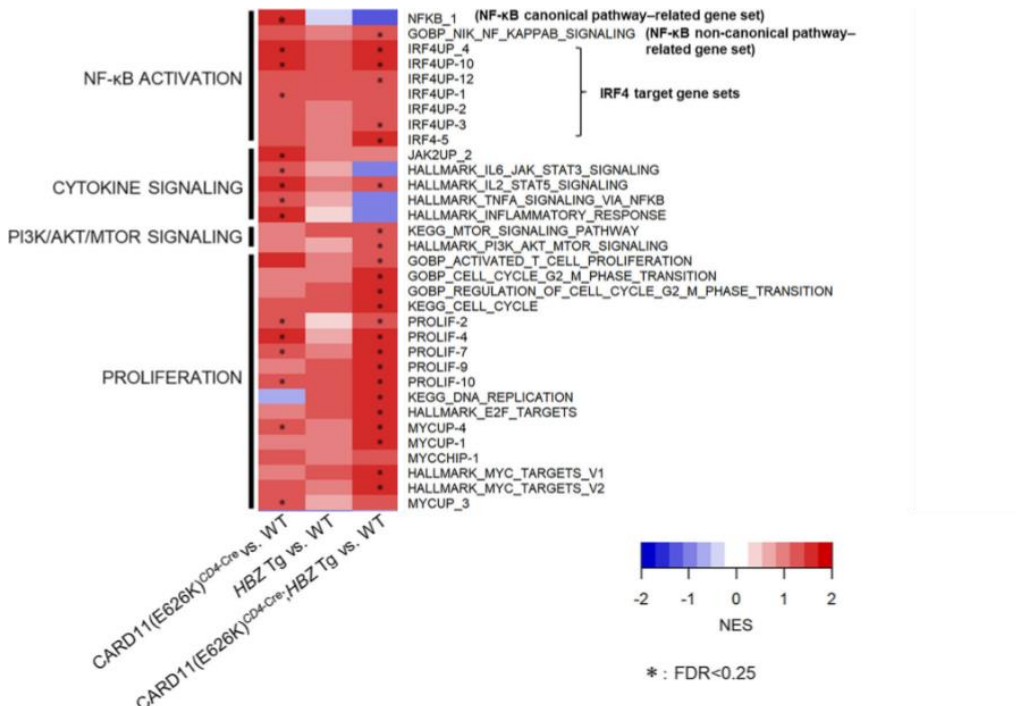 NF-κB ACTIVATION
CYTOKINE SIGNALING
PI3K/AKT/MTOR SIGNALING
PROLIFERATION
NFKB_1 (NF-κB canonical pathway–related gene set)
GOBP_NIK_NF_KAPPAB_SIGNALING (NF-κB non-canonical pathway–
related gene set)
IRF4UP_4
IRF4UP-10
IRF4UP-12
IRF4UP-1
IRF4 target gene sets
IRF4UP-2
IRF4UP-3
IRF4-5
JAK2UP_2
HALLMARK_IL6_JAK_STAT3_SIGNALING
HALLMARK_IL2_STAT5_SIGNALING
HALLMARK_TNFA_SIGNALING_VIA_NFKB
HALLMARK_INFLAMMATORY_RESPONSE
KEGG_MTOR_SIGNALING_PATHWAY
HALLMARK_PI3K_AKT_MTOR_SIGNALING
GOBP_ACTIVATED_T_CELL_PROLIFERATION
GOBP_CELL_CYCLE_G2_M_PHASE_TRANSITION
GOBP_REGULATION_OF_CELL_CYCLE_G2_M_PHASE_TRANSITION
KEGG_CELL_CYCLE
PROLIF-2
PROLIF-4
PROLIF-7
PROLIF-9
PROLIF-10
KEGG_DNA_REPLICATION
HALLMARK_E2F_TARGETS
MYCUP-4
MYCUP-1
MYCCHIP-1
HALLMARK_MYC_TARGETS_V1
HALLMARK_MYC_TARGETS_V2
MYCUP_3
CARD11(E626K)CD4-Cre vs. WT
HBZ Tg vs. WT
CARD11(E626K)CD4-Cre;HBZ Tg vs. WT
-2 -1 0 1 2
NES
* : FDR<0.25